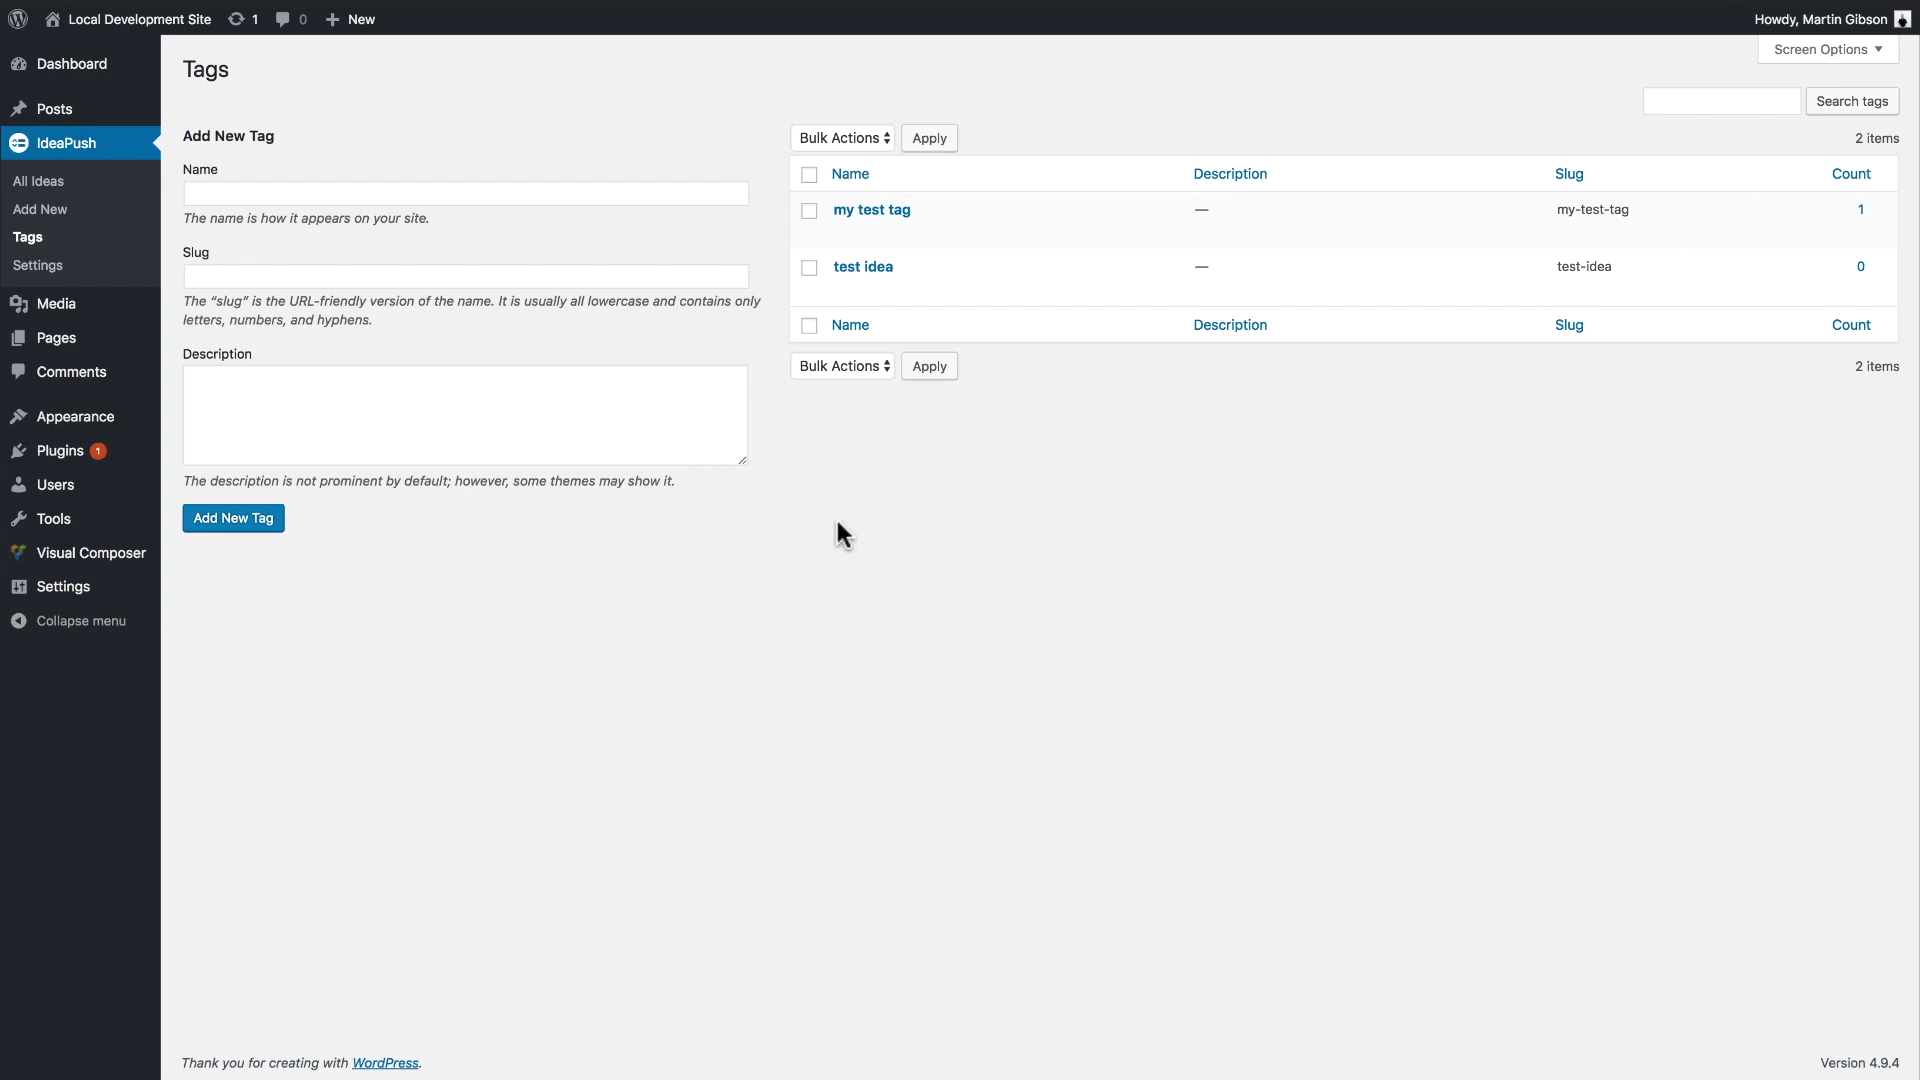 Local Development Site 1 0 New
Howdy, Martin Gibson
Screen Options
Dashboard
Posts
IdeaPush
All Ideas
Add New
Tags
Settings
Media
Pages
Comments
Appearance
Plugins 1
Users
Tools
Visual Composer
Settings
Collapse menu
Tags
Search tags
Add New Tag
Name
The name is how it appears on your site.
Slug
The “slug” is the URL-friendly version of the name. It is usually all lowercase and contains only
letters, numbers, and hyphens.
Description
The description is not prominent by default; however, some themes may show it.
Add New Tag
Bulk Actions Apply 2 items
Name Description Slug Count
my test tag — my-test-tag 1
test idea — test-idea 0
Name Description Slug Count
Bulk Actions Apply 2 items
Thank you for creating with WordPress.
Version 4.9.4